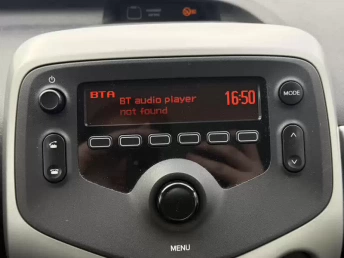 BTA
BT audio player
not found
16:50
MODE
MENU